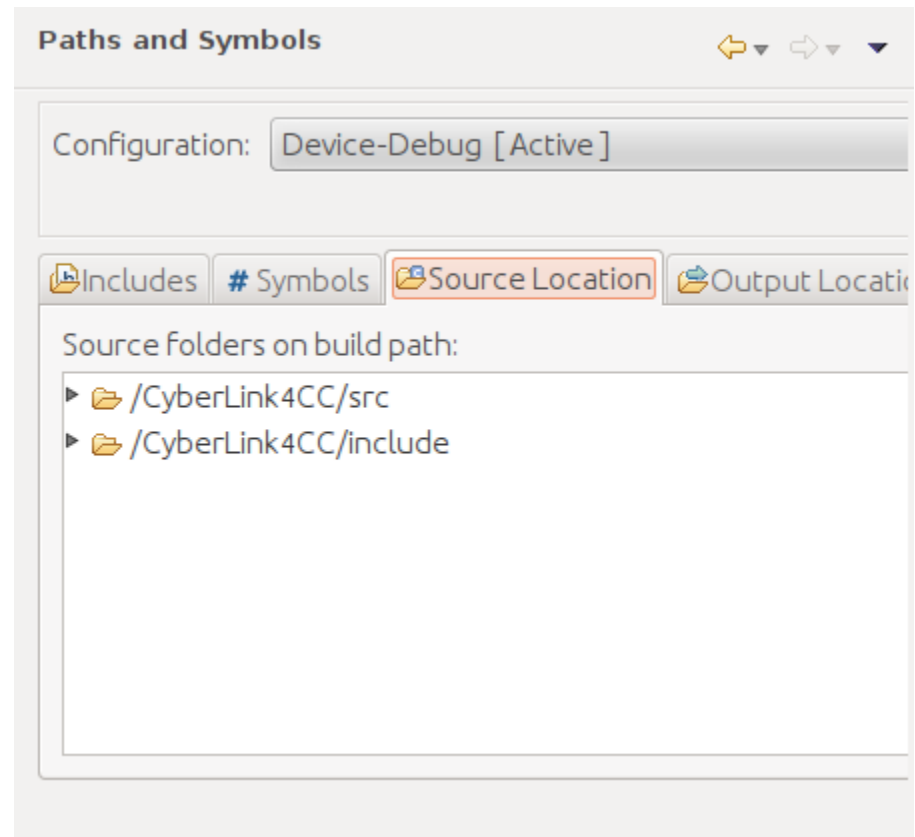 Paths and Symbols
Configuration: Device-Debug [ Active ]
Includes # Symbols Source Location Output
Source folders on build path:
/CyberLink4CC/src
/CyberLink4CC/include